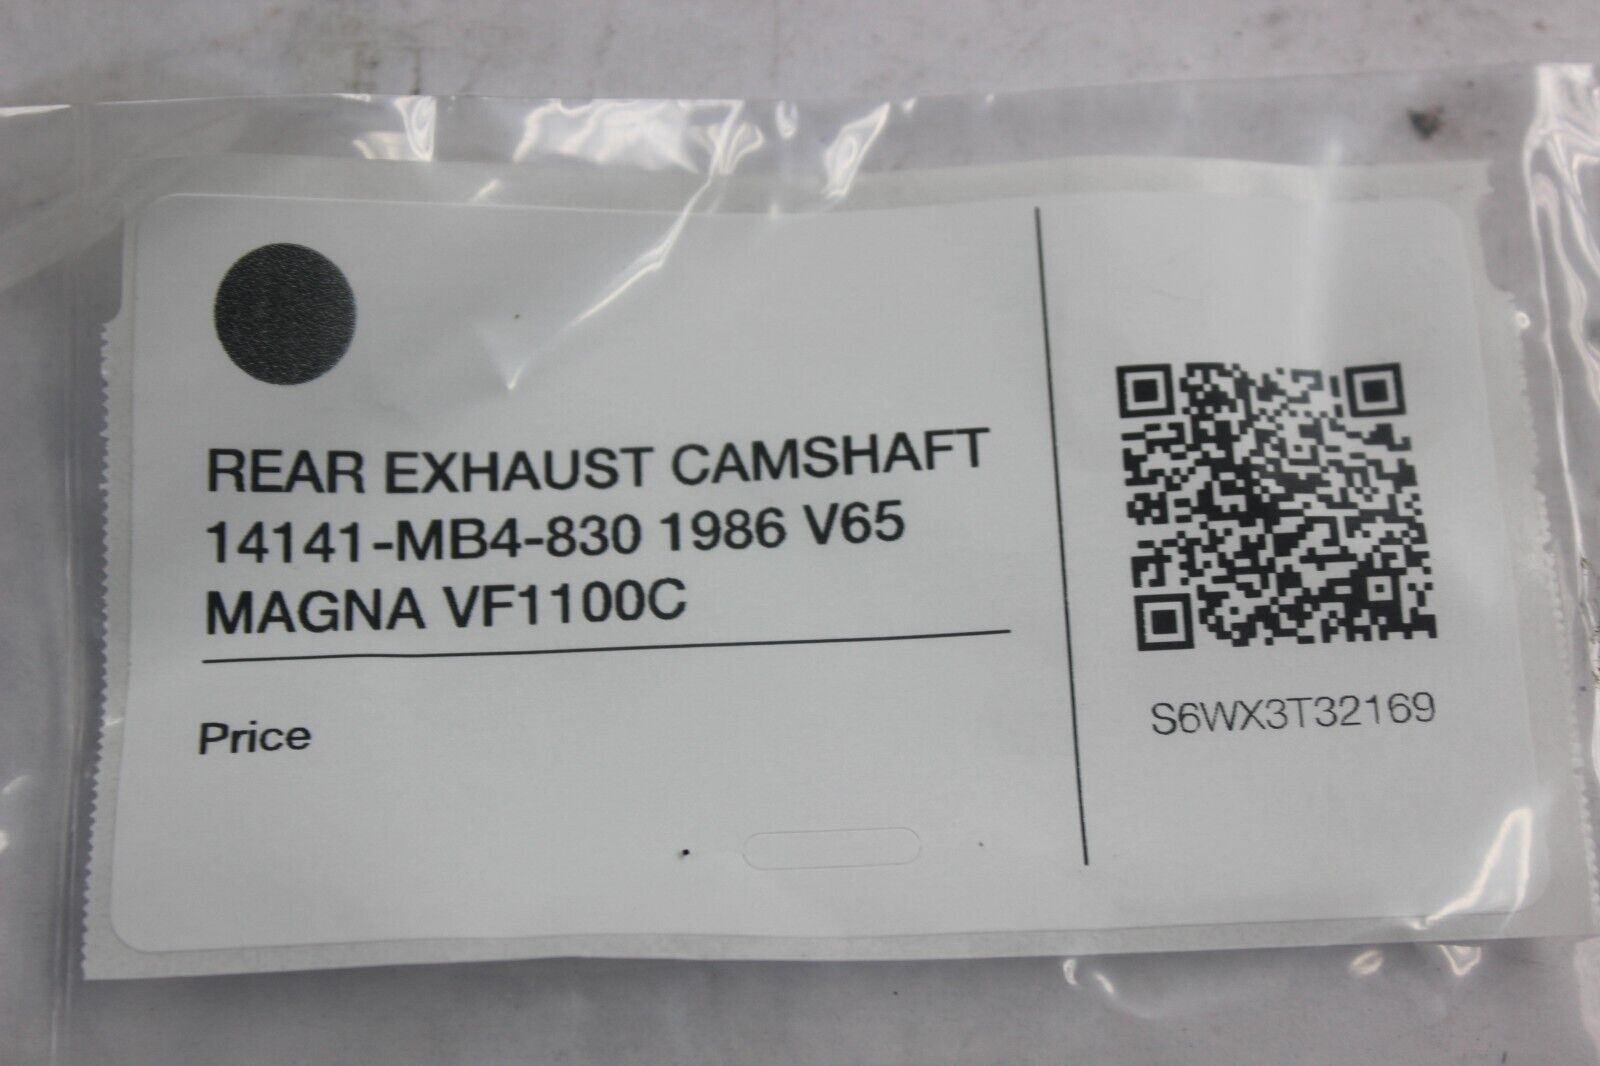 REAR EXHAUST CAMSHAFT
14141-MB4-830 1986 V65
MAGNA VF1100C
Price
S6WX3T32169